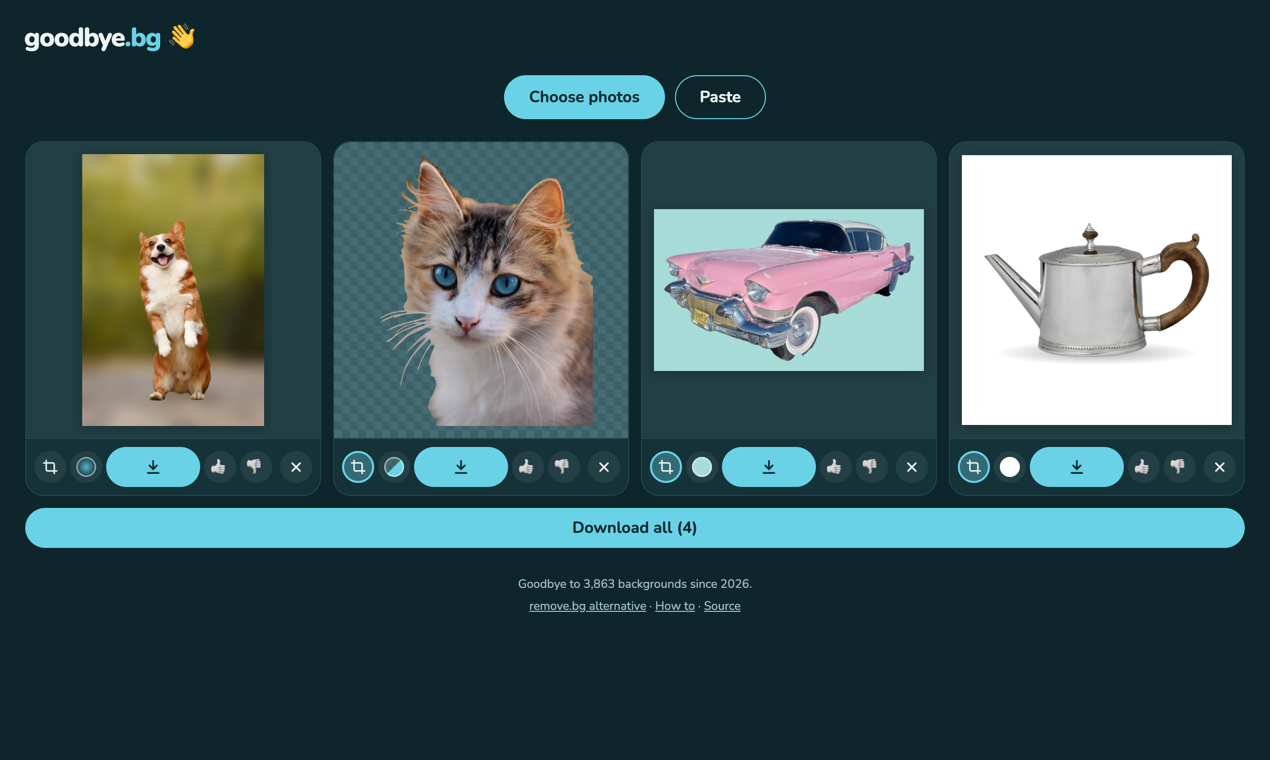 goodbye.bg 👋
Choose photos
Paste
Download all (4)
Goodbye to 3,863 backgrounds since 2026.
remove.bg alternative · How to · Source